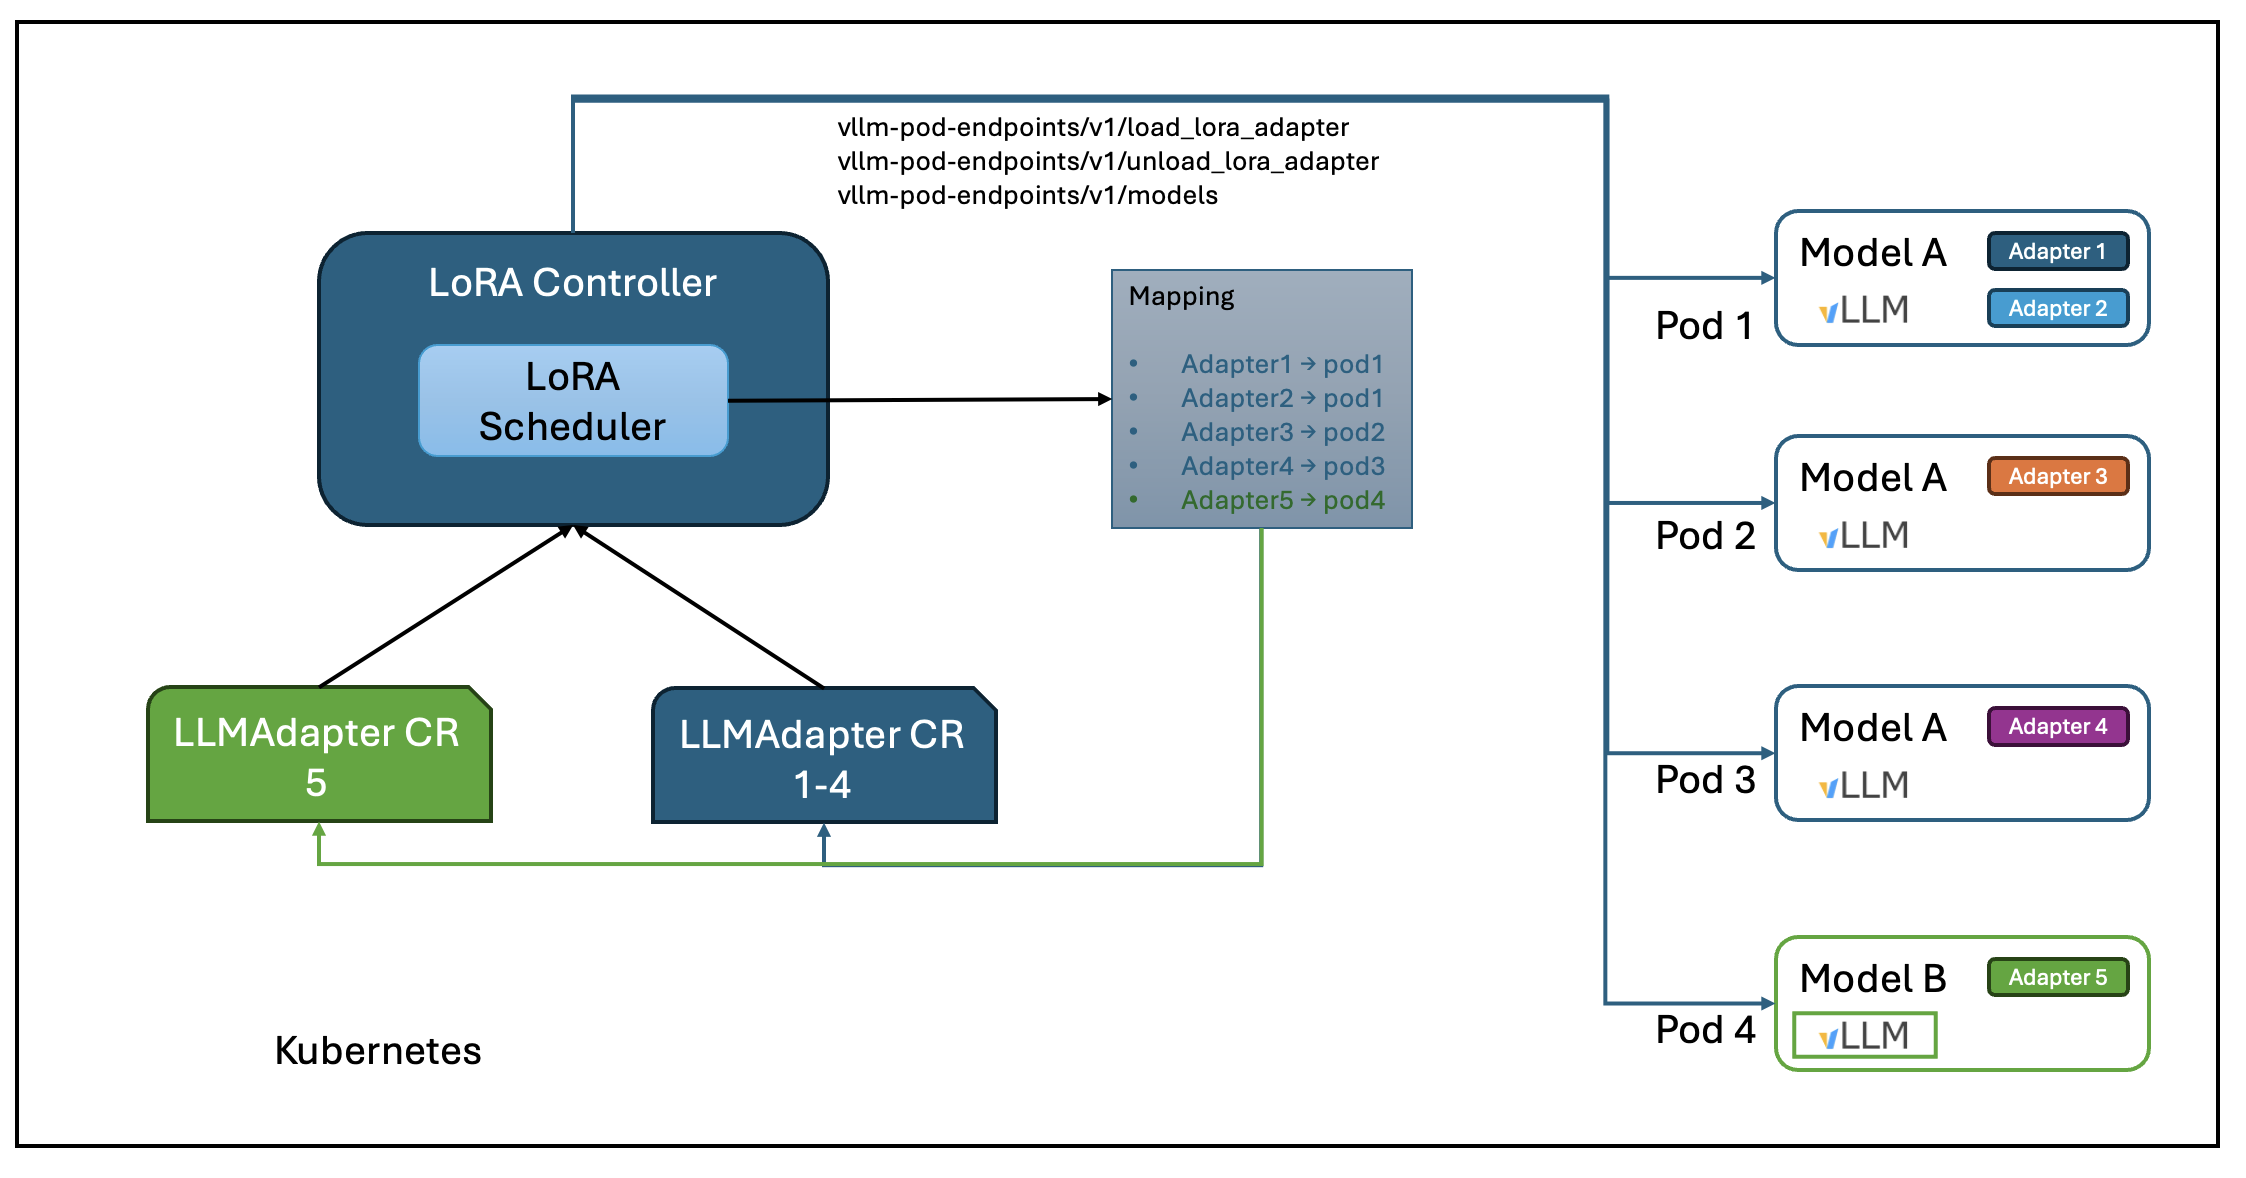 vllm-pod-endpoints/v1/load_lora_adapter
vllm-pod-endpoints/v1/unload_lora_adapter
vllm-pod-endpoints/v1/models
LoRA Controller
LoRA
Scheduler
Mapping
• Adapter1 → pod1
• Adapter2 → pod1
• Adapter3 → pod2
• Adapter4 → pod3
• Adapter5 → pod4
LLMAdapter CR
5
LLMAdapter CR
1-4
Kubernetes
Pod 1
Model A
Adapter 1
vLLM
Adapter 2
Pod 2
Model A
Adapter 3
vLLM
Pod 3
Model A
Adapter 4
vLLM
Pod 4
Model B
Adapter 5
vLLM